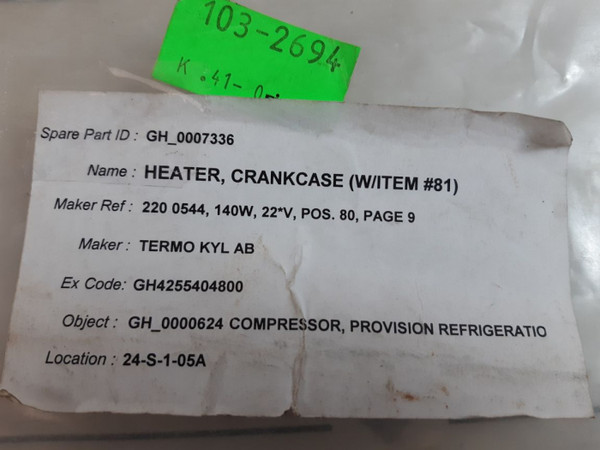 103-2694
K .41-
Spare Part ID : GH_0007336
Name : HEATER, CRANKCASE (W/ITEM #81)
Maker Ref : 220 0544, 140W, 22*V, POS. 80, PAGE 9
Maker : TERMO KYL AB
Ex Code: GH4255404800
Object : GH_0000624 COMPRESSOR, PROVISION REFRIGERATIO
Location : 24-S-1-05A